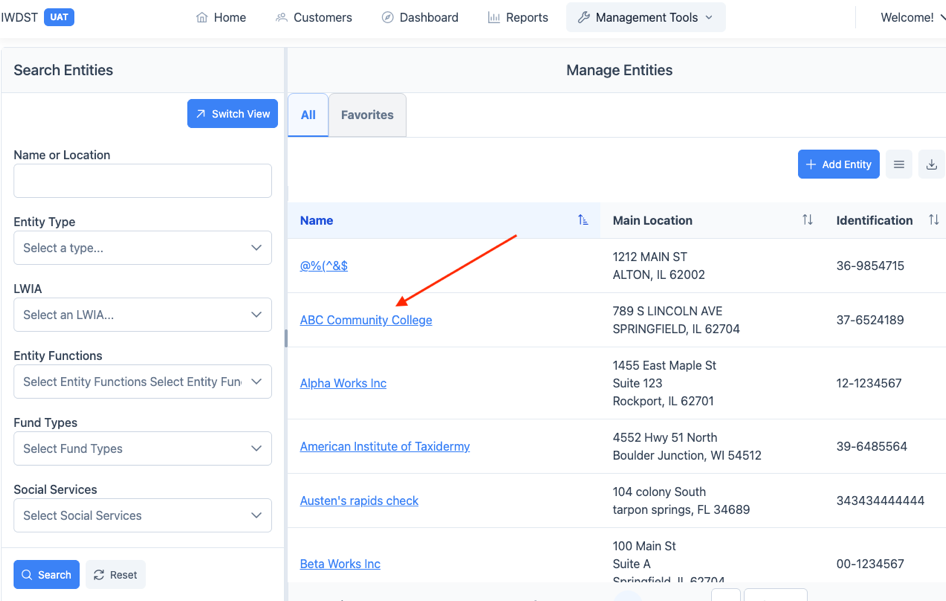 IWDST UAT Home Customers Dashboard Reports Management Tools Welcome!
Search Entities
Switch View
Name or Location
Entity Type
Select a type...
LWIA
Select an LWIA...
Entity Functions
Select Entity Functions Select Entity Fun
Fund Types
Select Fund Types
Social Services
Select Social Services
Search Reset
Manage Entities
All Favorites
Add Entity
Name Main Location Identification
@%(^&$ 1212 MAIN ST 36-9854715
ALTON, IL 62002
ABC Community College 789 S LINCOLN AVE 37-6524189
SPRINGFIELD, IL 62704
Alpha Works Inc 1455 East Maple St 12-1234567
Suite 123
Rockport, IL 62701
American Institute of Taxidermy 4552 Hwy 51 North 39-6485564
Boulder Junction, WI 54512
Austen's rapids check 104 colony South 343434444444
tarpon springs, FL 34689
Beta Works Inc 100 Main St 00-1234567
Suite A
Springfield, IL 62704